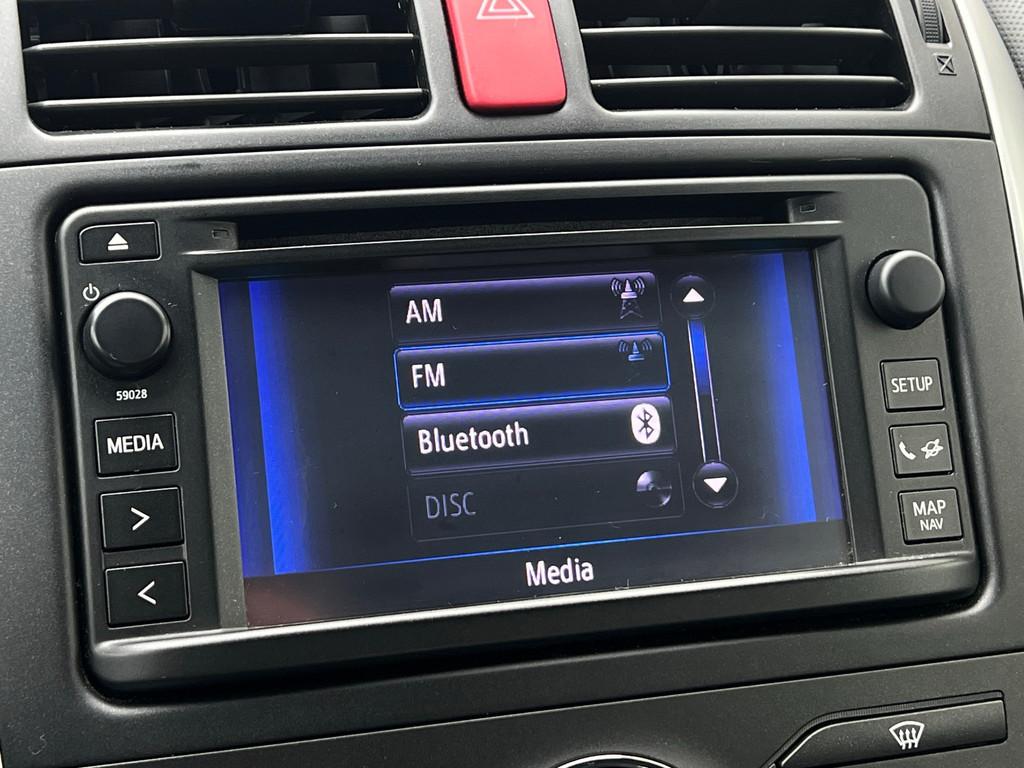 59028
MEDIA
>
<
AM
FM
Bluetooth
DISC
Media
SETUP
MAP
NAV